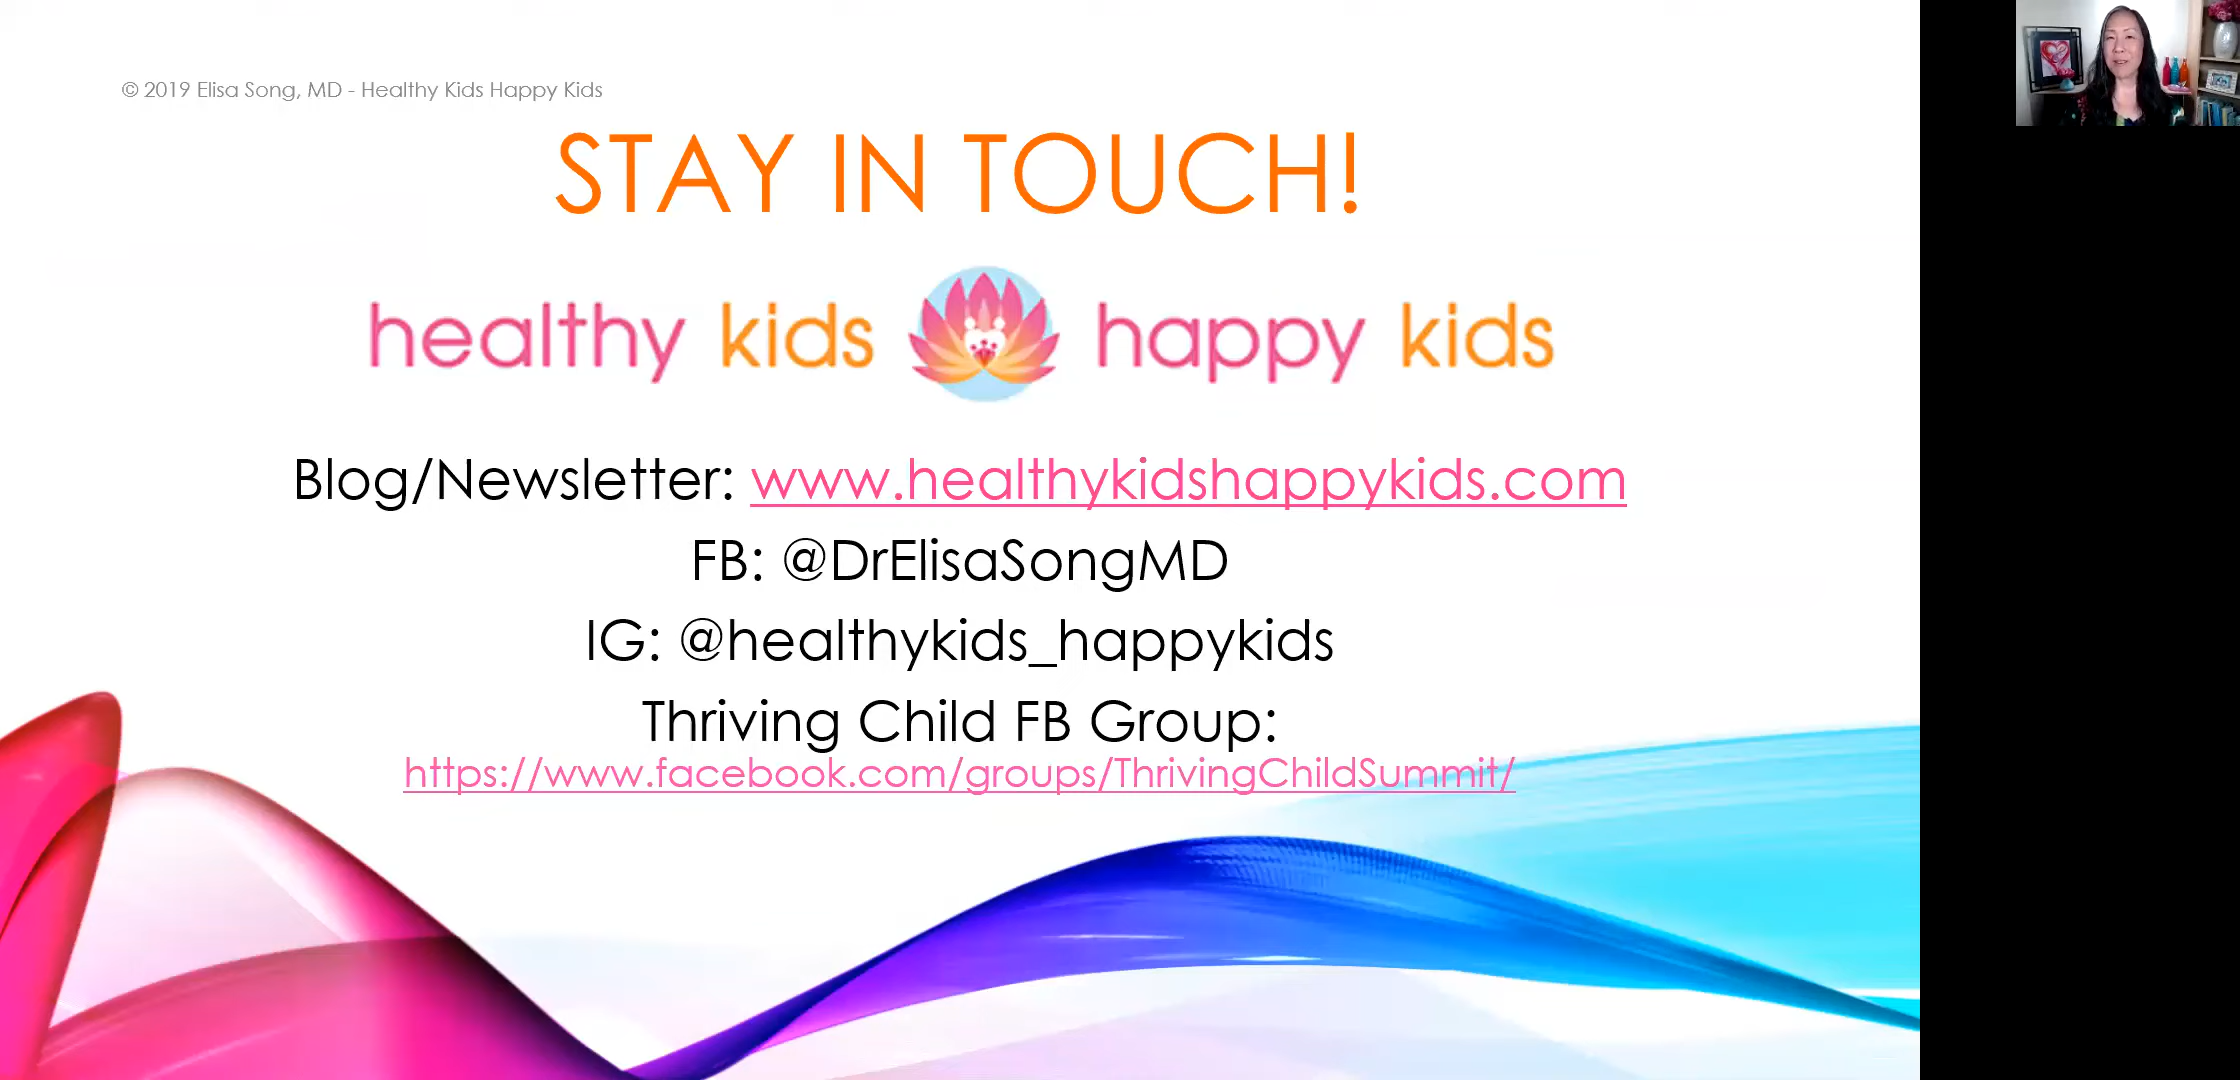 © 2019 Elisa Song, MD - Healthy Kids Happy Kids
STAY IN TOUCH!
healthy kids happy kids
Blog/Newsletter: www.healthykidshappykids.com
FB: @DrElisaSongMD
IG: @healthykids_happykids
Thriving Child FB Group:
https://www.facebook.com/groups/ThrivingChildSummit/